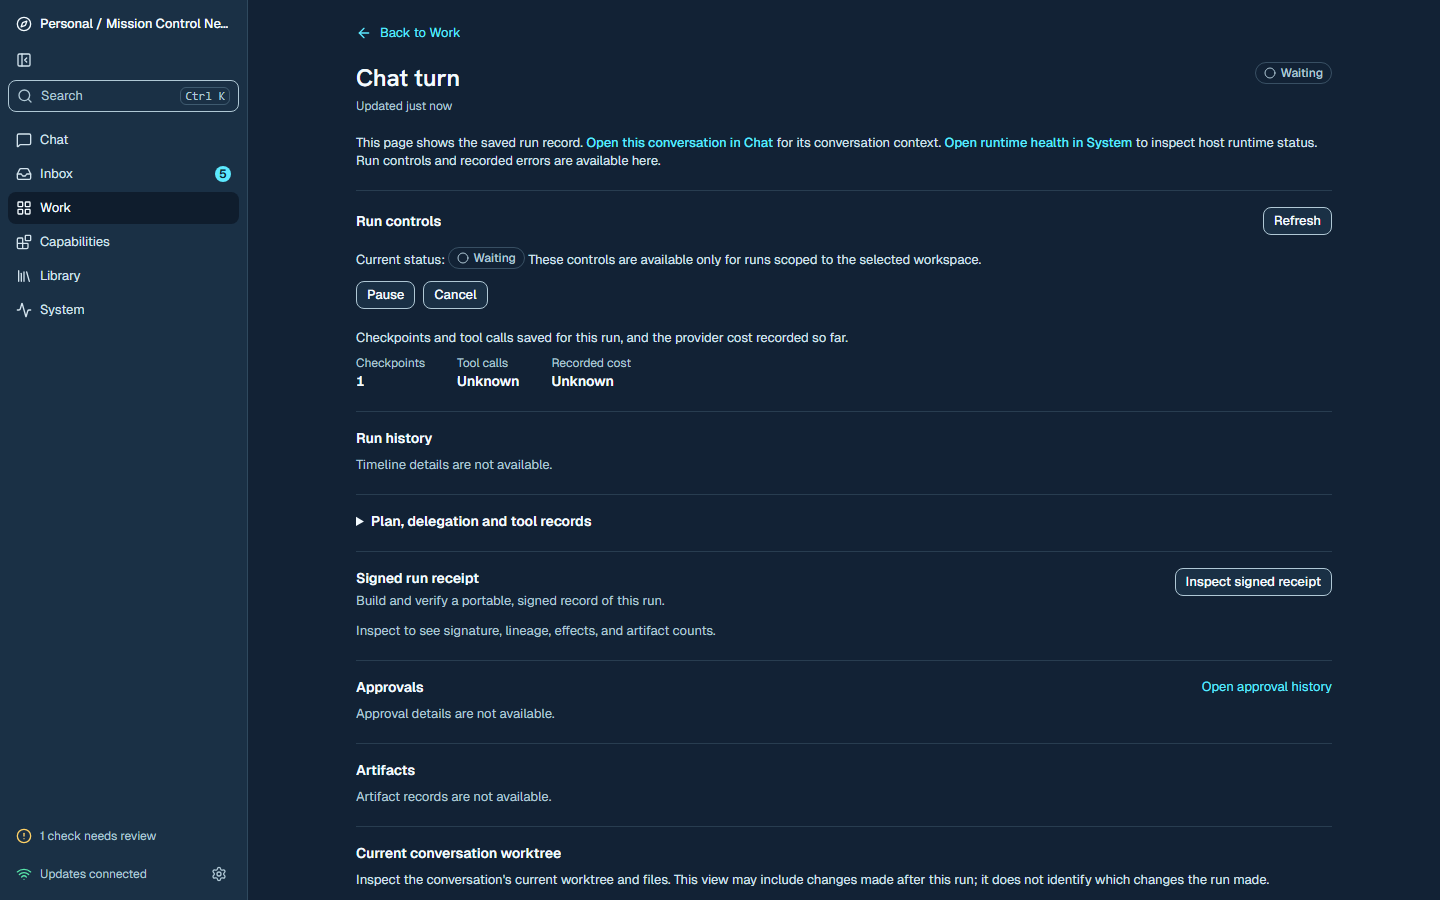 Personal / Mission Control Ne...
Search
Ctrl K
Chat
Inbox
5
Work
Capabilities
Library
System
1 check needs review
Updates connected
Back to Work
Chat turn
Waiting
Updated just now
This page shows the saved run record. Open this conversation in Chat for its conversation context. Open runtime health in System to inspect host runtime status.
Run controls and recorded errors are available here.
Run controls
Refresh
Current status: Waiting These controls are available only for runs scoped to the selected workspace.
Pause
Cancel
Checkpoints and tool calls saved for this run, and the provider cost recorded so far.
Checkpoints
1
Tool calls
Unknown
Recorded cost
Unknown
Run history
Timeline details are not available.
Plan, delegation and tool records
Signed run receipt
Inspect signed receipt
Build and verify a portable, signed record of this run.
Inspect to see signature, lineage, effects, and artifact counts.
Approvals
Open approval history
Approval details are not available.
Artifacts
Artifact records are not available.
Current conversation worktree
Inspect the conversation's current worktree and files. This view may include changes made after this run; it does not identify which changes the run made.